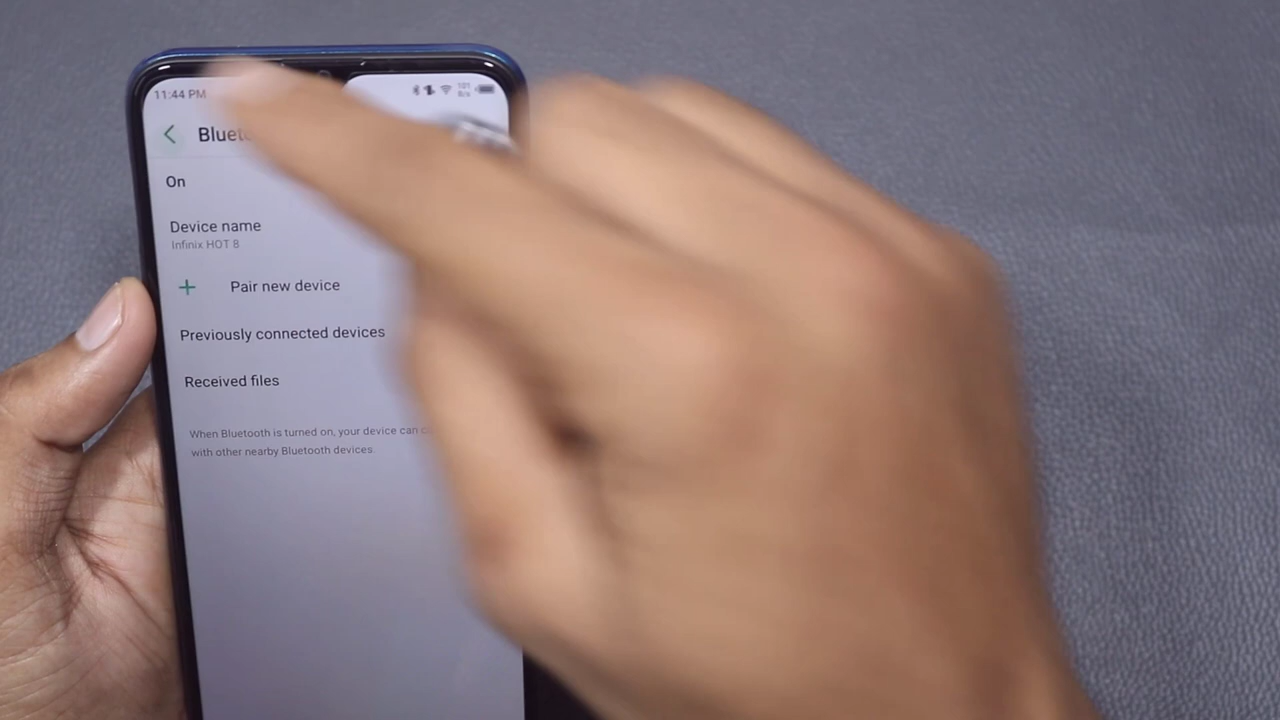 11:44 PM
101
B/s
On
Device name
Infinix HOT 8
Pair new device
Previously connected devices
Received files
When Bluetooth is turned on, your device can
with other nearby Bluetooth devices